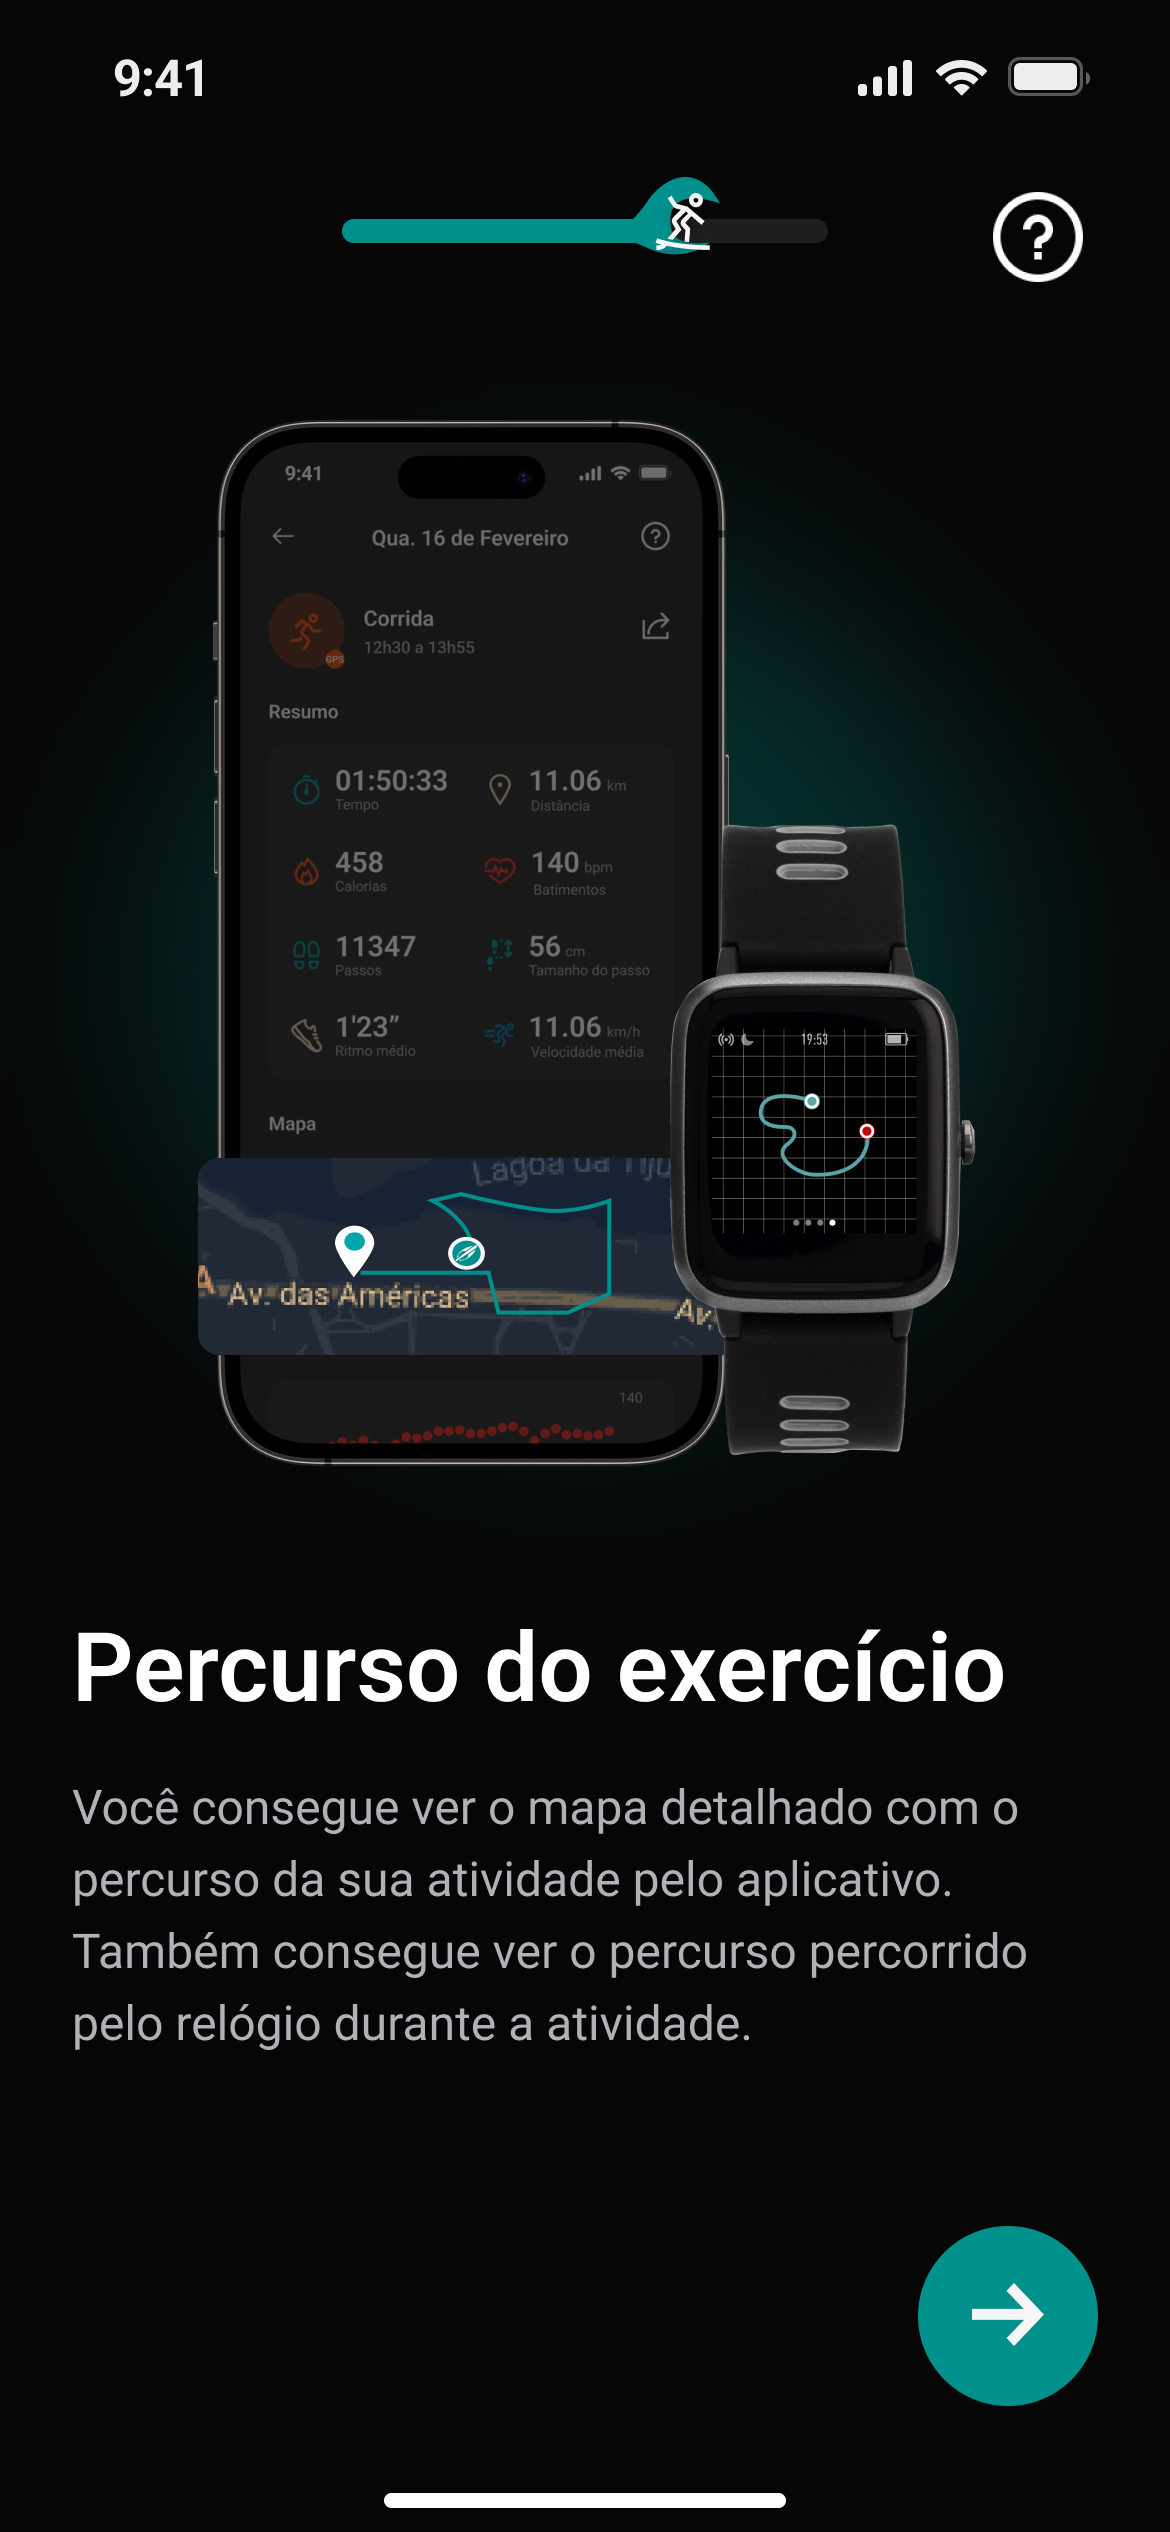 9:41
9:41
Qua. 16 de Fevereiro
Corrida
12h30 a 13h55
GPS
Resumo
01:50:33
Tempo
11.06 km
Distância
458
Calorias
140 bpm
Batimentos
11347
Passos
56 cm
Tamanho do passo
1'23”
Ritmo médio
11.06 km/h
Velocidade média
19:53
Mapa
Lagoa da Tiju
Av. das Américas
Av.
140
Percurso do exercício
Você consegue ver o mapa detalhado com o
percurso da sua atividade pelo aplicativo.
Também consegue ver o percurso percorrido
pelo relógio durante a atividade.